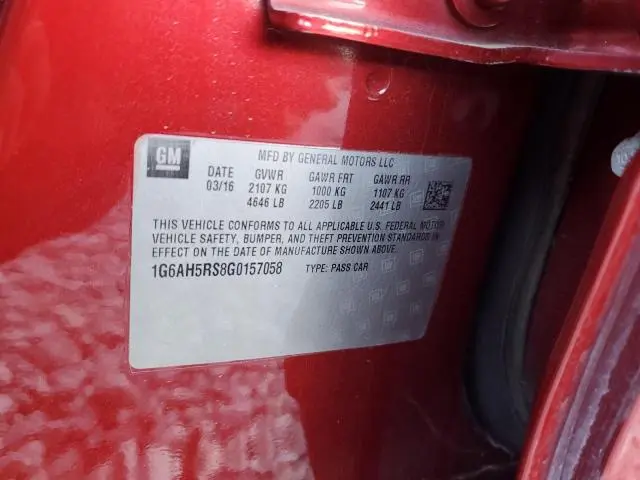 GM
MFD BY GENERAL MOTORS LLC
DATE GVWR GAWR FRT GAWR RR
03/16 2107 KG 1000 KG 1107 KG
4646 LB 2205 LB 2441 LB
THIS VEHICLE CONFORMS TO ALL APPLICABLE U.S. FEDERAL MOTOR
VEHICLE SAFETY, BUMPER, AND THEFT PREVENTION STANDARDS IN
EFFECT ON THE DATE OF MANUFACTURE SHOWN ABOVE.
1G6AH5RS8G0157058 TYPE: PASS CAR